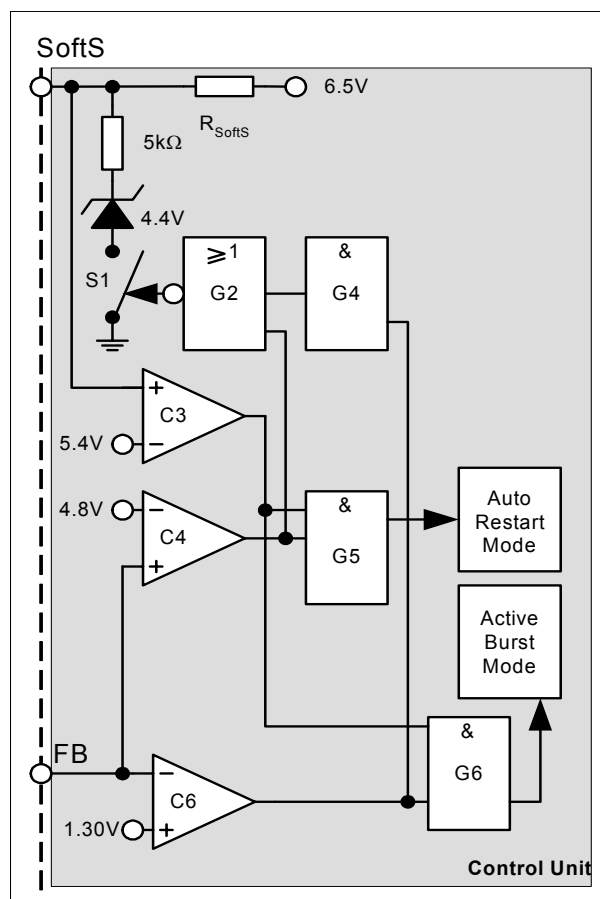 SoftS
6.5V
R_SoftS
5kΩ
4.4V
S1
≥1
G2
&
G4
+
C3
5.4V
−
4.8V
−
C4
+
&
G5
Auto
Restart
Mode
Active
Burst
Mode
FB
−
C6
1.30V
+
&
G6
Control Unit